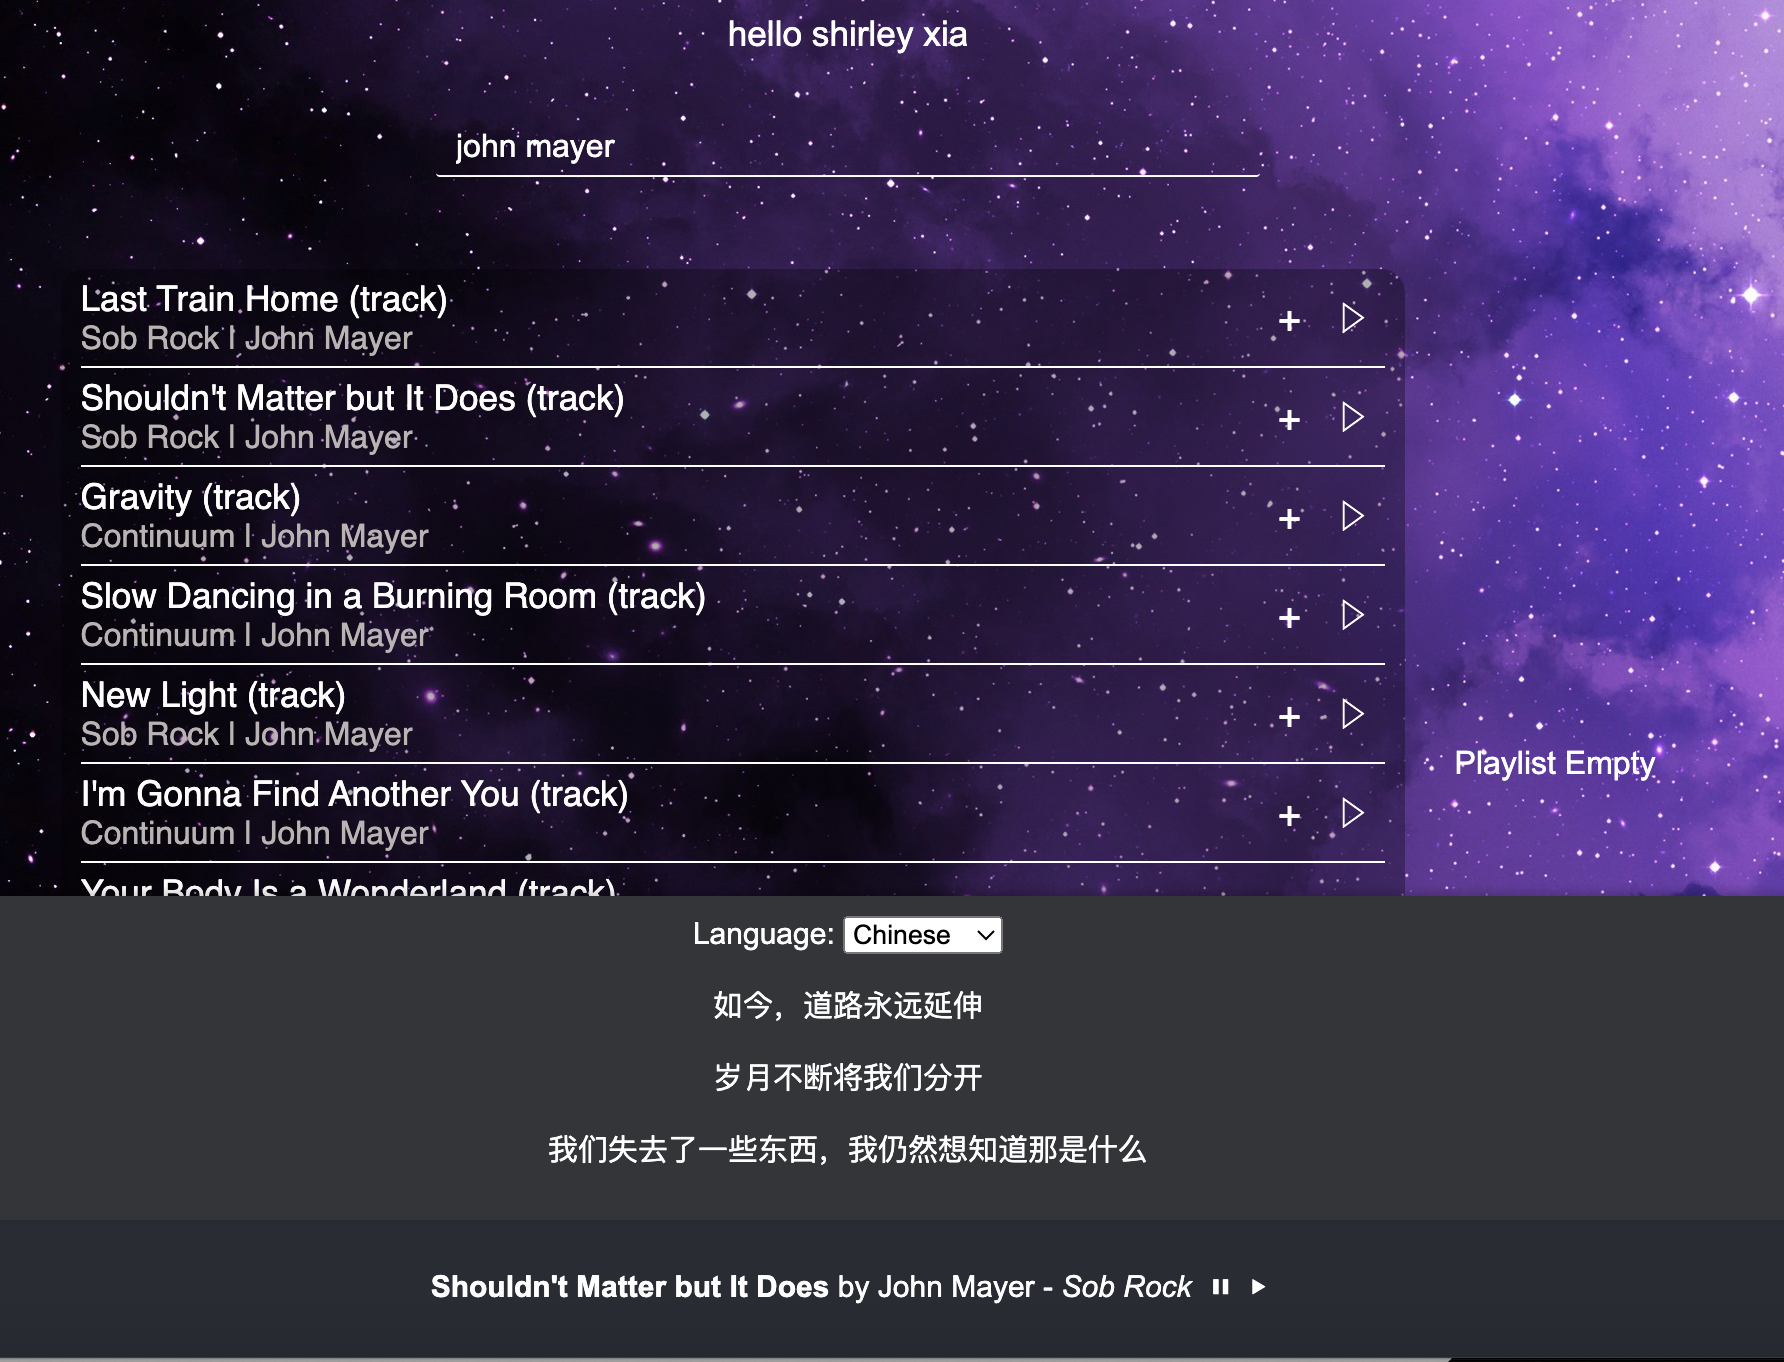 hello shirley xia
john mayer
Last Train Home (track)
Sob Rock | John Mayer
Shouldn't Matter but It Does (track)
Sob Rock | John Mayer
Gravity (track)
Continuum | John Mayer
Slow Dancing in a Burning Room (track)
Continuum | John Mayer
New Light (track)
Sob Rock | John Mayer
I'm Gonna Find Another You (track)
Continuum | John Mayer
Your Body Is a Wonderland (track)
Playlist Empty
Language: Chinese
如今，道路永远延伸
岁月不断将我们分开
我们失去了一些东西，我仍然想知道那是什么
Shouldn't Matter but It Does by John Mayer - Sob Rock